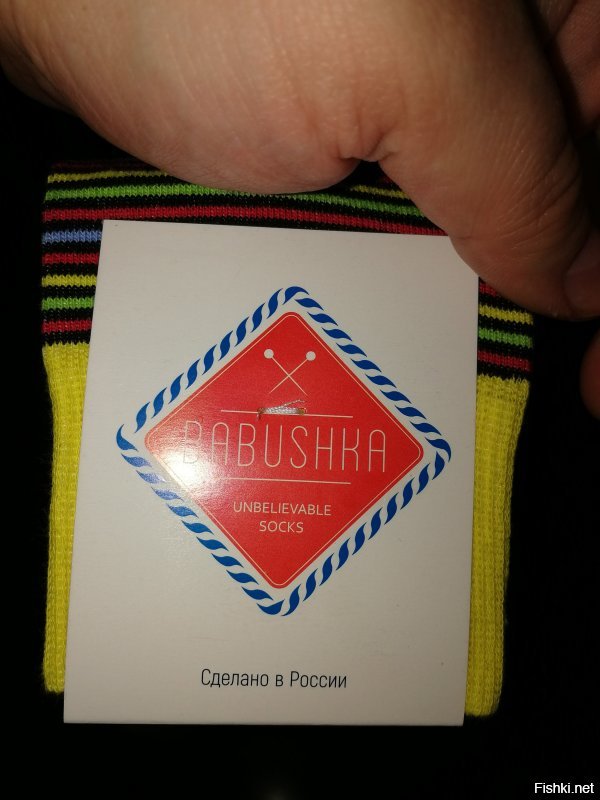 BABUSHKA
UNBELIEVABLE
SOCKS
Сделано в России
Fishki.net